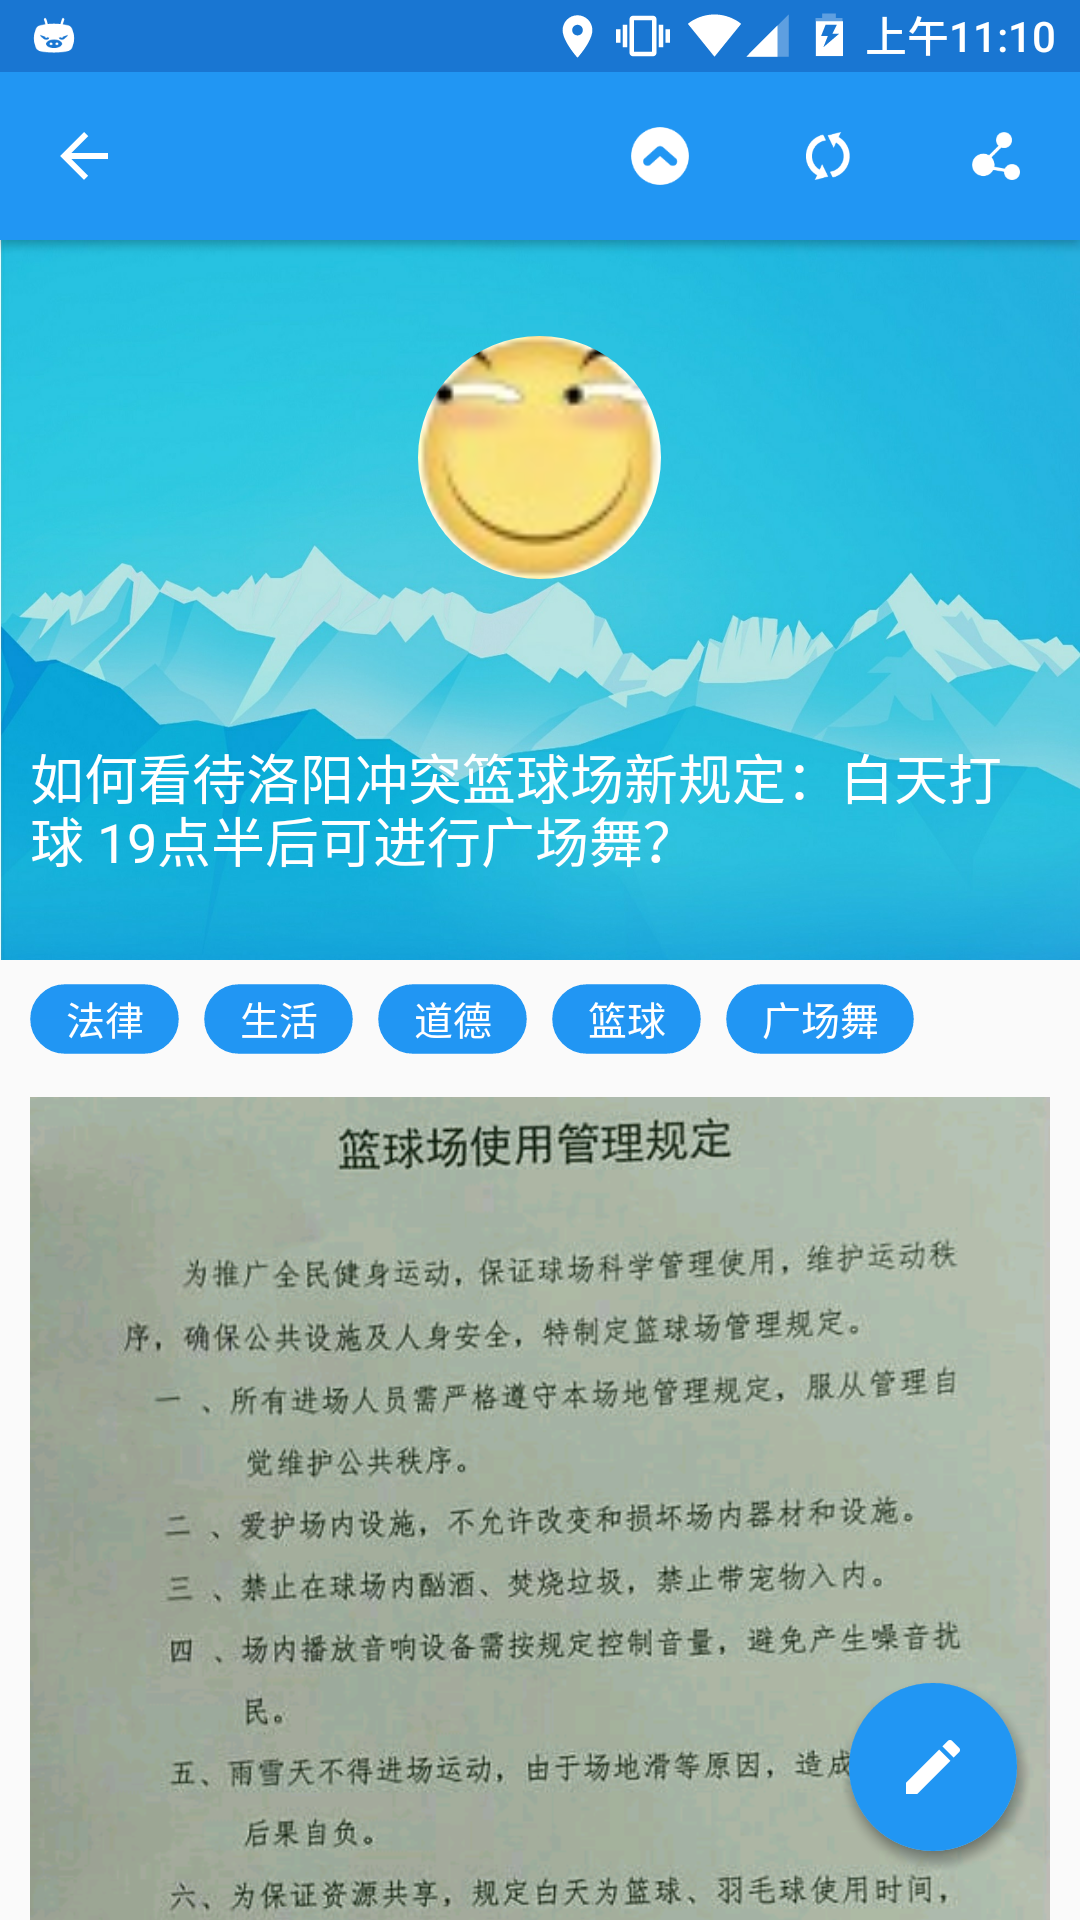 上午11:10
如何看待洛阳冲突篮球场新规定：白天打
球 19点半后可进行广场舞？
法律 生活 道德 篮球 广场舞
篮球场使用管理规定
为推广全民健身运动，保证球场科学管理使用，维护运动秩
序，确保公共设施及人身安全，特制定篮球场管理规定。
一、所有进场人员需严格遵守本场地管理规定，服从管理自
觉维护公共秩序。
二、爱护场内设施，不允许改变和损坏场内器材和设施。
三、禁止在球场内酗酒、焚烧垃圾，禁止带宠物入内。
四、场内播放音响设备需按规定控制音量，避免产生噪音扰
民。
五、雨雪天不得进场运动，由于场地滑等原因，造成
后果自负。
六、为保证资源共享，规定白天为篮球、羽毛球使用时间，